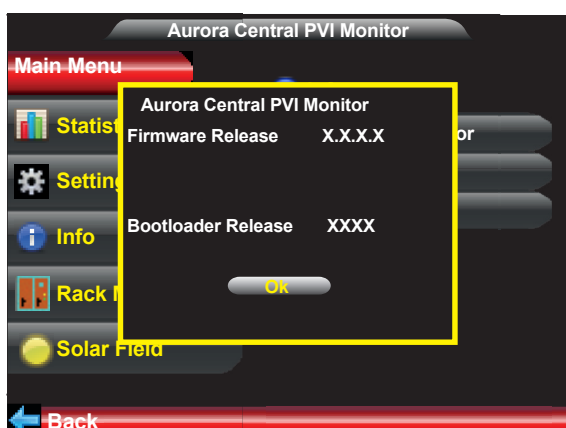 Aurora Central PVI Monitor
Main Menu
Aurora Central PVI Monitor
Statist
Firmware Release X.X.X.X
or
Setting
Bootloader Release XXXX
Info
Ok
Rack
Solar Field
Back